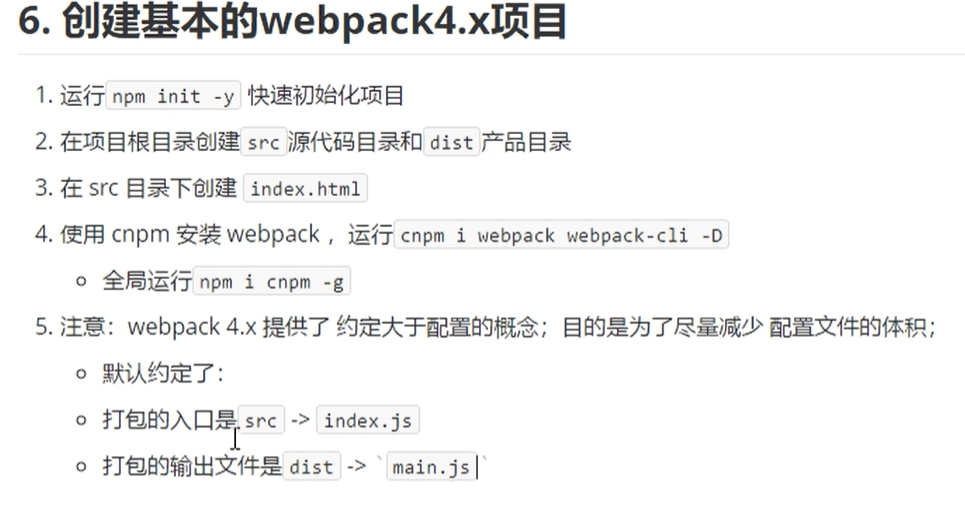 6. 创建基本的webpack4.x项目
1. 运行 npm init -y 快速初始化项目
2. 在项目根目录创建 src 源代码目录和 dist 产品目录
3. 在 src 目录下创建 index.html
4. 使用 cnpm 安装 webpack ，运行 cnpm i webpack webpack-cli -D
全局运行 npm i cnpm -g
5. 注意：webpack 4.x 提供了 约定大于配置的概念；目的是为了尽量减少 配置文件的体积；
默认约定了：
打包的入口是 src -> index.js
打包的输出文件是 dist -> `main.js`